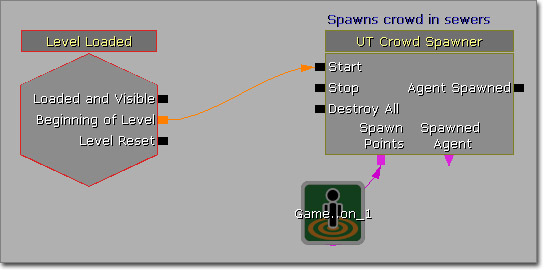 Spawns crowd in sewers
Level Loaded
UT Crowd Spawner
Loaded and Visible
Beginning of Level
Level Reset
Start
Stop
Agent Spawned
Destroy All
Spawn
Points
Spawned
Agent
Game...on_1